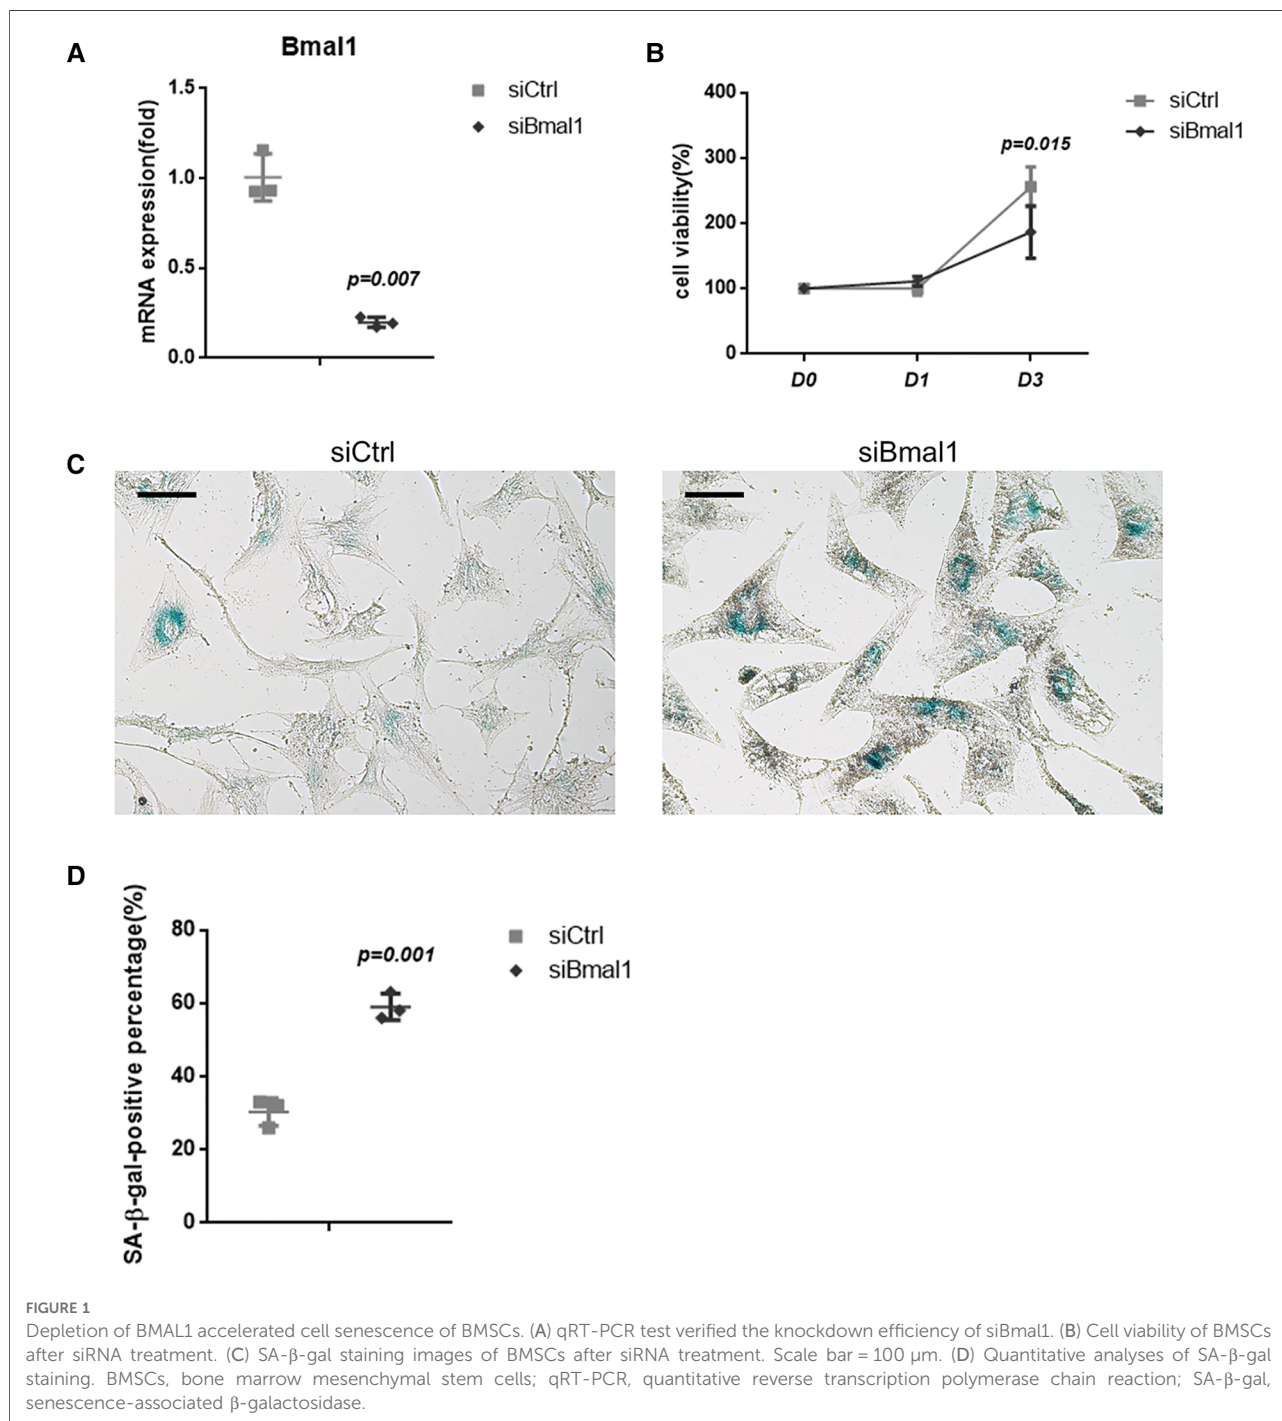 A
Bmal1
mRNA expression(fold)
1.5
1.0
0.5
0.0
p=0.007
siCtrl
siBmal1
B
cell viability(%)
400
300
200
100
0
D0 D1 D3
p=0.015
siCtrl
siBmal1
C
siCtrl
siBmal1
D
SA-β-gal-positive percentage(%)
80
60
40
20
0
p=0.001
siCtrl
siBmal1
FIGURE 1
Depletion of BMAL1 accelerated cell senescence of BMSCs. (A) qRT-PCR test verified the knockdown efficiency of siBmal1. (B) Cell viability of BMSCs
after siRNA treatment. (C) SA-β-gal staining images of BMSCs after siRNA treatment. Scale bar = 100 μm. (D) Quantitative analyses of SA-β-gal
staining. BMSCs, bone marrow mesenchymal stem cells; qRT-PCR, quantitative reverse transcription polymerase chain reaction; SA-β-gal,
senescence-associated β-galactosidase.